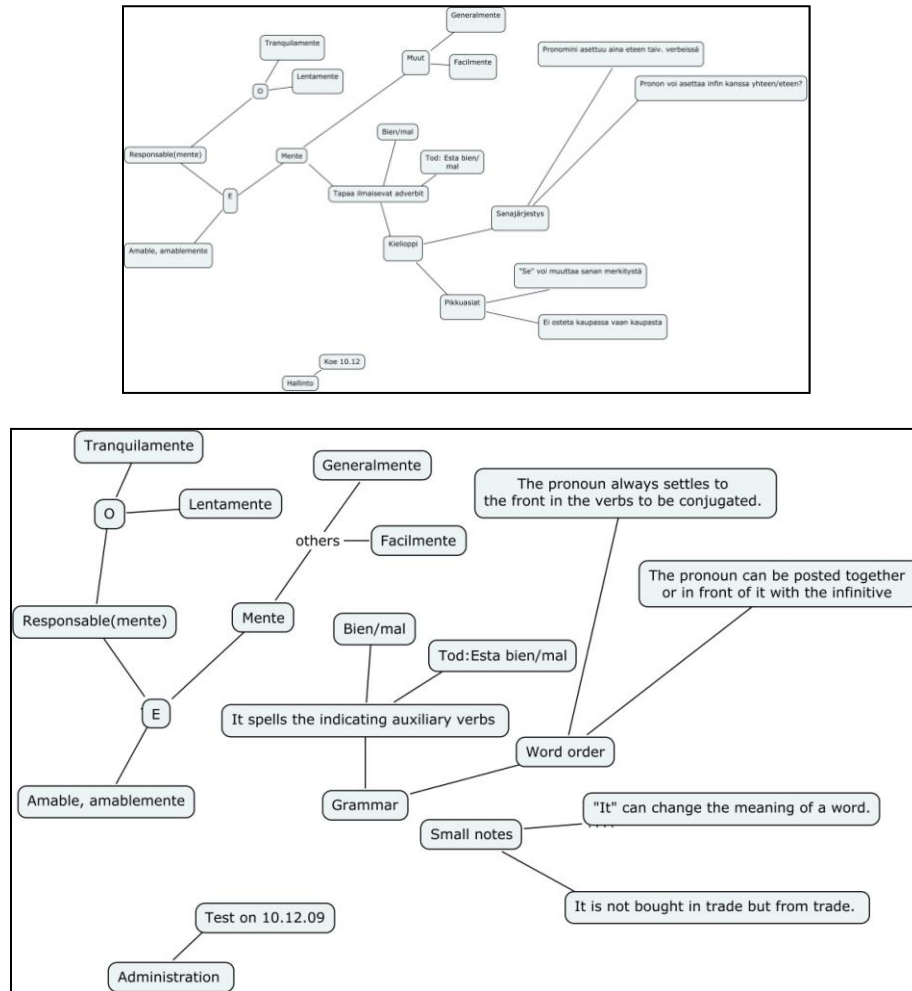 Generalmente
Tranquilamente
Muut
Facilmente
Lentamente
O
Pronomini asettuu aina eteen taiv. verbeissä
Pronon voi asettaa infin kanssa yhteen/eteen?
Bien/mal
Responsable(mente)
Mente
Tod: Esta bien/
mal
E
Tapaa ilmaisevat adverbit
Sanajärjestys
Amable, amablemente
Kielioppi
"Se" voi muuttaa sanan merkitystä
Pikkuasiat
Ei osteta kaupassa vaan kaupasta
Koe 10.12
Hallinto
Tranquilamente
Generalmente
The pronoun always settles to
the front in the verbs to be conjugated.
Lentamente
O
others
Facilmente
The pronoun can be posted together
or in front of it with the infinitive
Responsable(mente)
Mente
Bien/mal
Tod:Esta bien/mal
E
It spells the indicating auxiliary verbs
Word order
Amable, amablemente
Grammar
"It" can change the meaning of a word.
Small notes
It is not bought in trade but from trade.
Test on 10.12.09
Administration